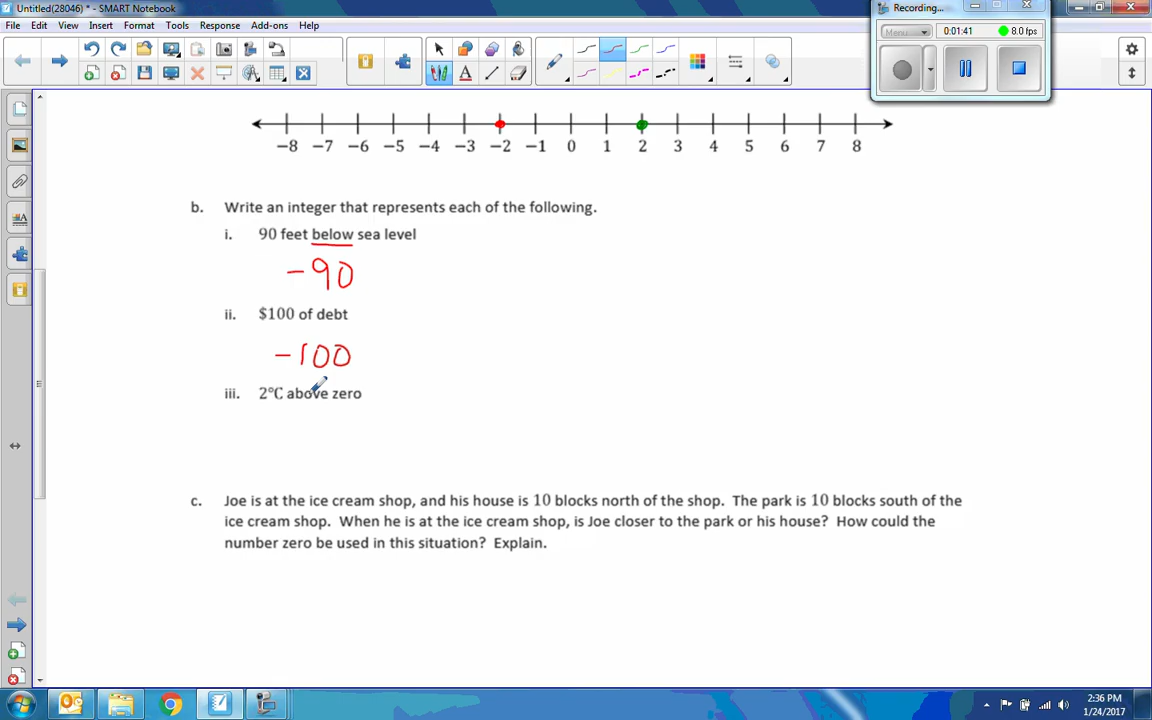 Untitled(28046) * - SMART Notebook
Recording...
File Edit View Insert Format Tools Response Add-ons Help
Menu
0:01:41
8.0 fps
−8 −7 −6 −5 −4 −3 −2 −1 0 1 2 3 4 5 6 7 8
b. Write an integer that represents each of the following.
i. 90 feet below sea level
-90
ii. $100 of debt
-100
iii. 2°C above zero
c. Joe is at the ice cream shop, and his house is 10 blocks north of the shop. The park is 10 blocks south of the
ice cream shop. When he is at the ice cream shop, is Joe closer to the park or his house? How could the
number zero be used in this situation? Explain.
2:36 PM
1/24/2017